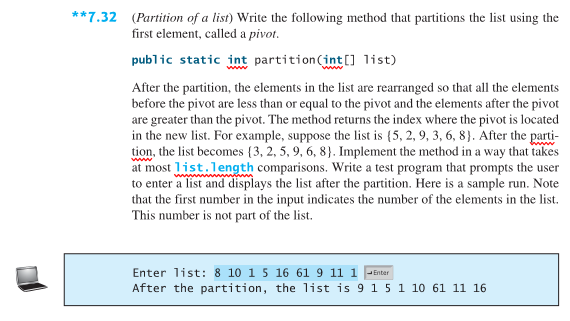 **7.32 (Partition of a list) Write the following method that partitions the list using the
first element, called a pivot.
public static int partition(int[] list)
After the partition, the elements in the list are rearranged so that all the elements
before the pivot are less than or equal to the pivot and the elements after the pivot
are greater than the pivot. The method returns the index where the pivot is located
in the new list. For example, suppose the list is {5, 2, 9, 3, 6, 8}. After the parti-
tion, the list becomes {3, 2, 5, 9, 6, 8}. Implement the method in a way that takes
at most list.length comparisons. Write a test program that prompts the user
to enter a list and displays the list after the partition. Here is a sample run. Note
that the first number in the input indicates the number of the elements in the list.
This number is not part of the list.
Enter list: 8 10 1 5 16 61 9 11 1 ↵Enter
After the partition, the list is 9 1 5 1 10 61 11 16